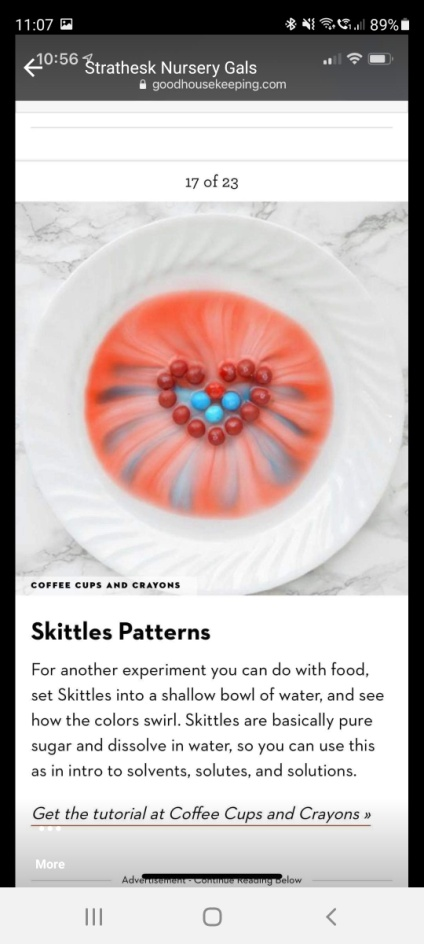 11:07 89%
10:56
Strathesk Nursery Gals
goodhousekeeping.com
17 of 23
COFFEE CUPS AND CRAYONS
Skittles Patterns
For another experiment you can do with food,
set Skittles into a shallow bowl of water, and see
how the colors swirl. Skittles are basically pure
sugar and dissolve in water, so you can use this
as in intro to solvents, solutes, and solutions.
Get the tutorial at Coffee Cups and Crayons »
More
Advertisement - Continue Reading Below